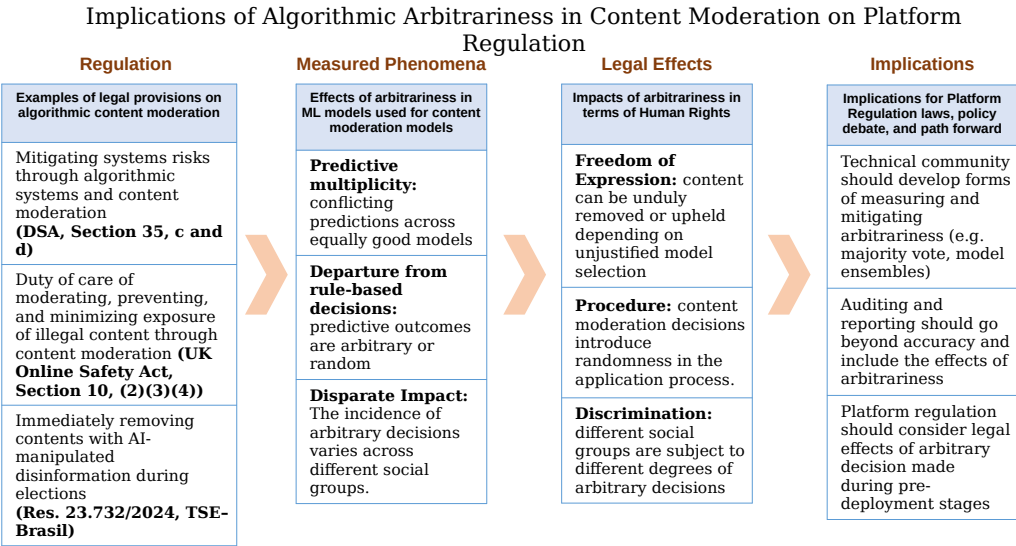 Implications of Algorithmic Arbitrariness in Content Moderation on Platform
Regulation
Regulation
Examples of legal provisions on
algorithmic content moderation
Mitigating systems risks
through algorithmic
systems and content
moderation
(DSA, Section 35, c and
d)
Duty of care of
moderating, preventing,
and minimizing exposure
of illegal content through
content moderation (UK
Online Safety Act,
Section 10, (2)(3)(4))
Immediately removing
contents with AI-
manipulated
disinformation during
elections
(Res. 23.732/2024, TSE–
Brasil)
Measured Phenomena
Effects of arbitrariness in
ML models used for content
moderation models
Predictive
multiplicity:
conflicting
predictions across
equally good models
Departure from
rule-based
decisions:
predictive outcomes
are arbitrary or
random
Disparate Impact:
The incidence of
arbitrary decisions
varies across
different social
groups.
Legal Effects
Impacts of arbitrariness in
terms of Human Rights
Freedom of
Expression: content
can be unduly
removed or upheld
depending on
unjustified model
selection
Procedure: content
moderation decisions
introduce
randomness in the
application process.
Discrimination:
different social
groups are subject to
different degrees of
arbitrary decisions
Implications
Implications for Platform
Regulation laws, policy
debate, and path forward
Technical community
should develop forms
of measuring and
mitigating
arbitrariness (e.g.
majority vote, model
ensembles)
Auditing and
reporting should go
beyond accuracy and
include the effects of
arbitrariness
Platform regulation
should consider legal
effects of arbitrary
decision made
during pre-
deployment stages